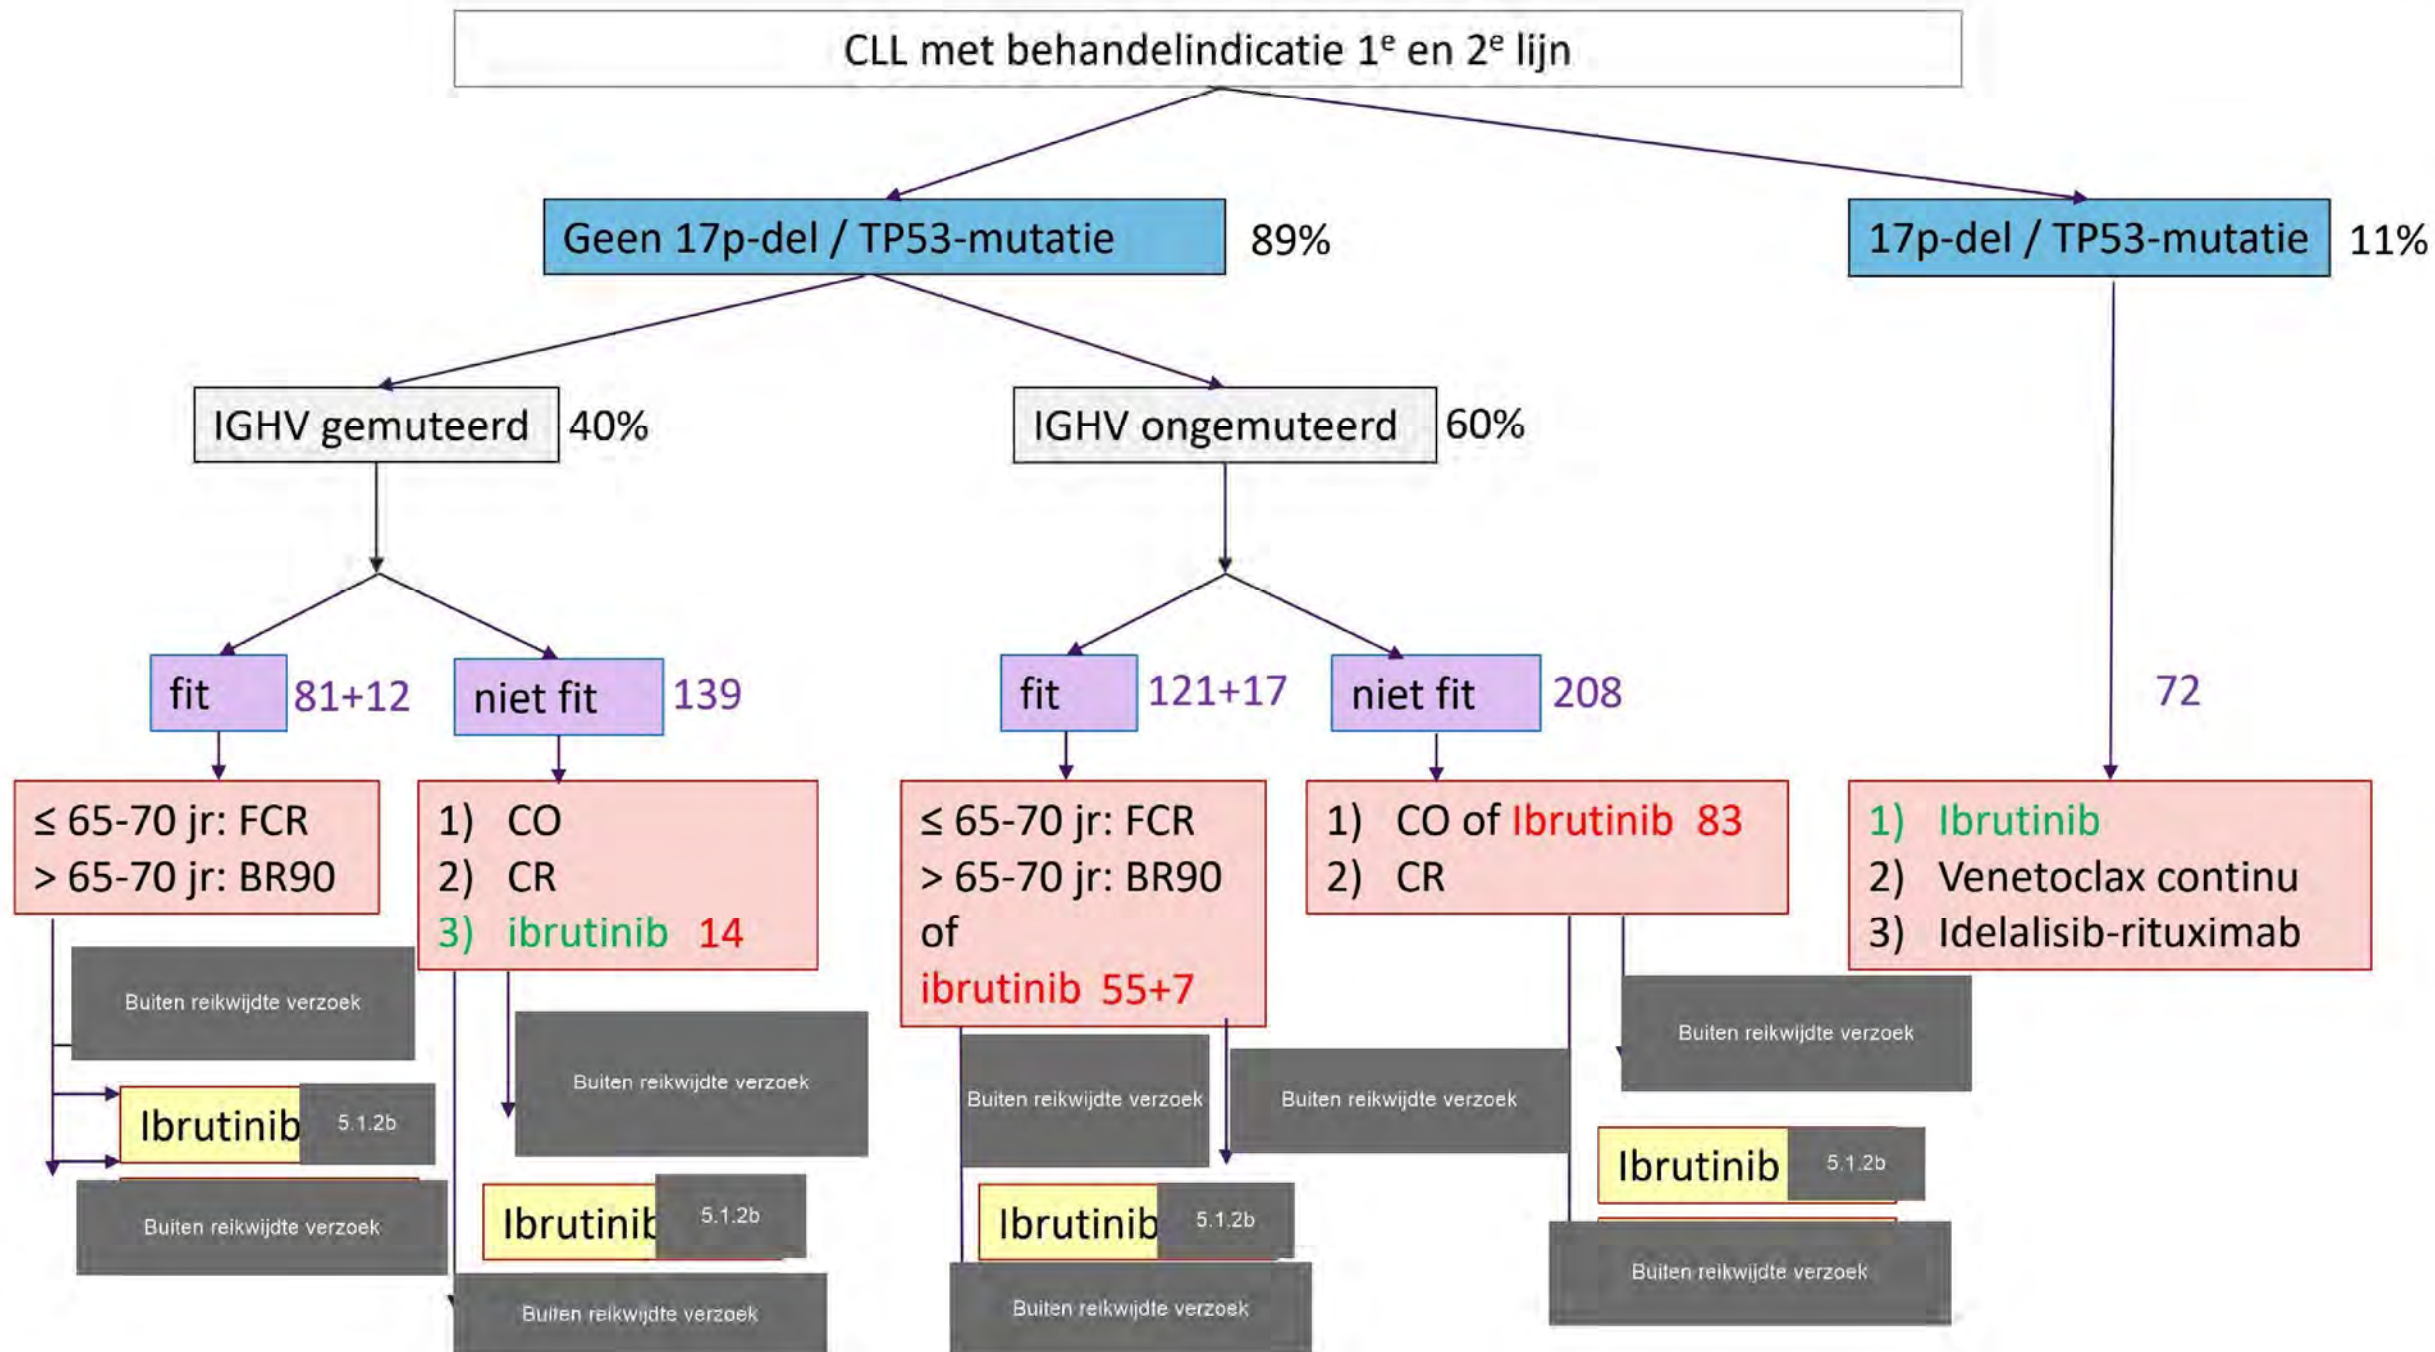 CLL met behandelindicatie 1e en 2e lijn
Geen 17p-del / TP53-mutatie 89%
17p-del / TP53-mutatie 11%
IGHV gemuteerd 40%
IGHV ongemuteerd 60%
fit 81+12
niet fit 139
fit 121+17
niet fit 208
72
≤ 65-70 jr: FCR
> 65-70 jr: BR90
1) CO
2) CR
3) ibrutinib 14
≤ 65-70 jr: FCR
> 65-70 jr: BR90
of
ibrutinib 55+7
1) CO of Ibrutinib 83
2) CR
1) Ibrutinib
2) Venetoclax continu
3) Idelalisib-rituximab
Buiten reikwijdte verzoek
Ibrutinib 5.1.2b
Buiten reikwijdte verzoek
Buiten reikwijdte verzoek
Ibrutinib 5.1.2b
Buiten reikwijdte verzoek
Buiten reikwijdte verzoek
Buiten reikwijdte verzoek
Ibrutinib 5.1.2b
Buiten reikwijdte verzoek
Buiten reikwijdte verzoek
Ibrutinib 5.1.2b
Buiten reikwijdte verzoek